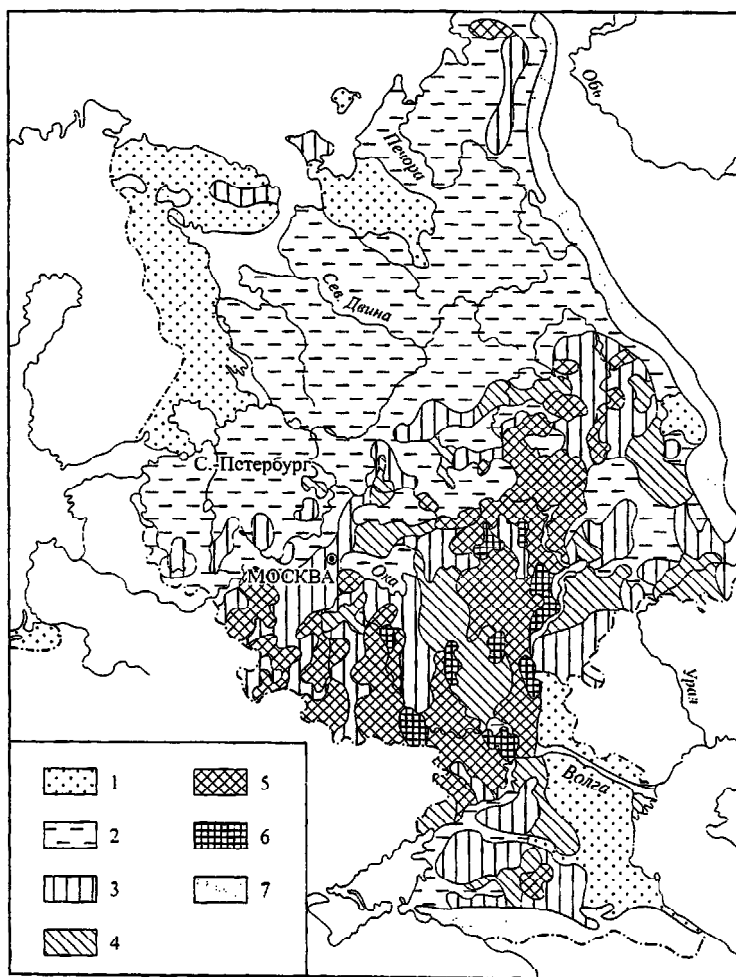 Обь
Печора
Сев. Двина
С.-Петербург
МОСКВА
Ока
Урал
Волга
1
2
3
4
5
6
7